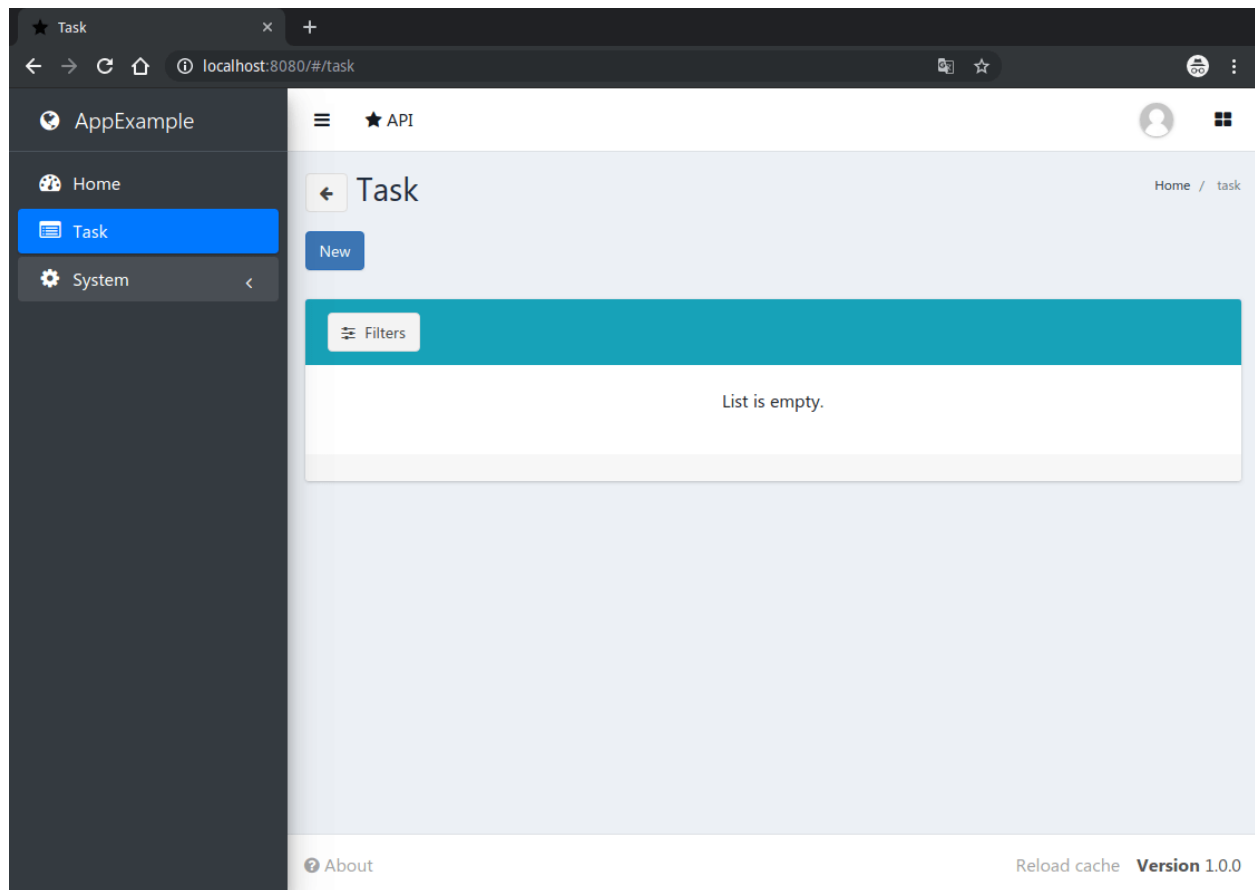 Task
localhost:8080/#/task
AppExample
API
Home
Task
System
Task
Home / task
New
Filters
List is empty.
About
Reload cache Version 1.0.0